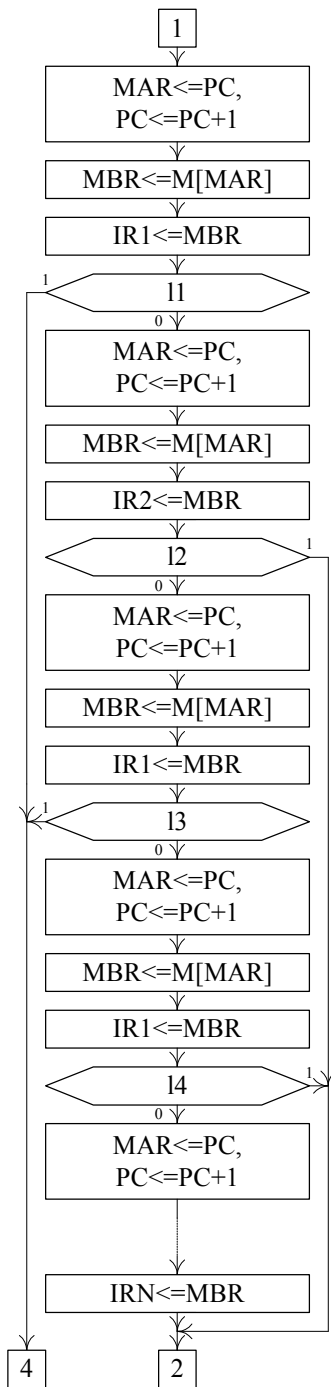 1
MAR<=PC,
PC<=PC+1
MBR<=M[MAR]
IR1<=MBR
1
l1
0
MAR<=PC,
PC<=PC+1
MBR<=M[MAR]
IR2<=MBR
l2
1
0
MAR<=PC,
PC<=PC+1
MBR<=M[MAR]
IR1<=MBR
1
l3
0
MAR<=PC,
PC<=PC+1
MBR<=M[MAR]
IR1<=MBR
l4
1
0
MAR<=PC,
PC<=PC+1
IRN<=MBR
4
2